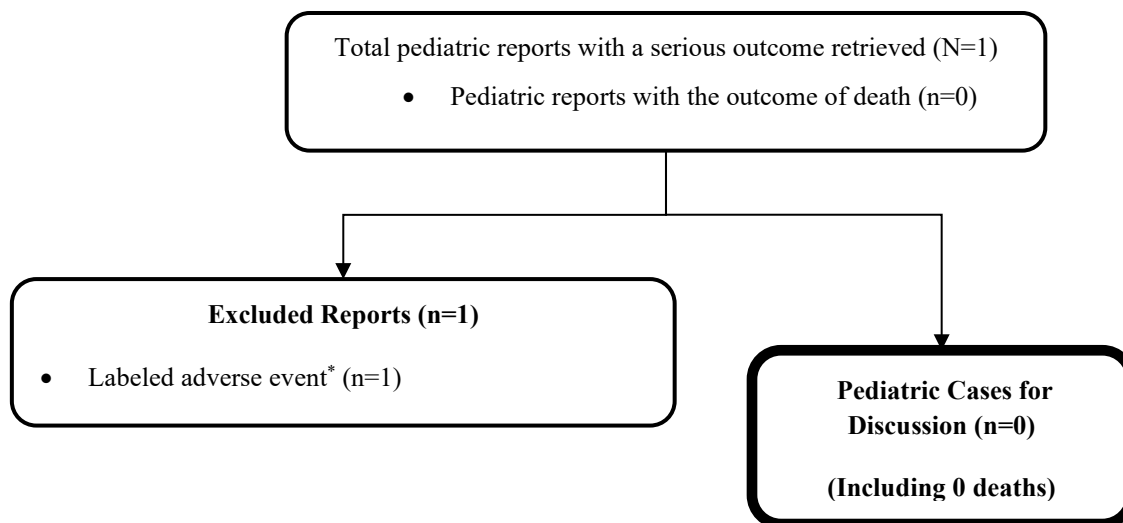 Total pediatric reports with a serious outcome retrieved (N=1)
• Pediatric reports with the outcome of death (n=0)
Excluded Reports (n=1)
• Labeled adverse event* (n=1)
Pediatric Cases for
Discussion (n=0)
(Including 0 deaths)